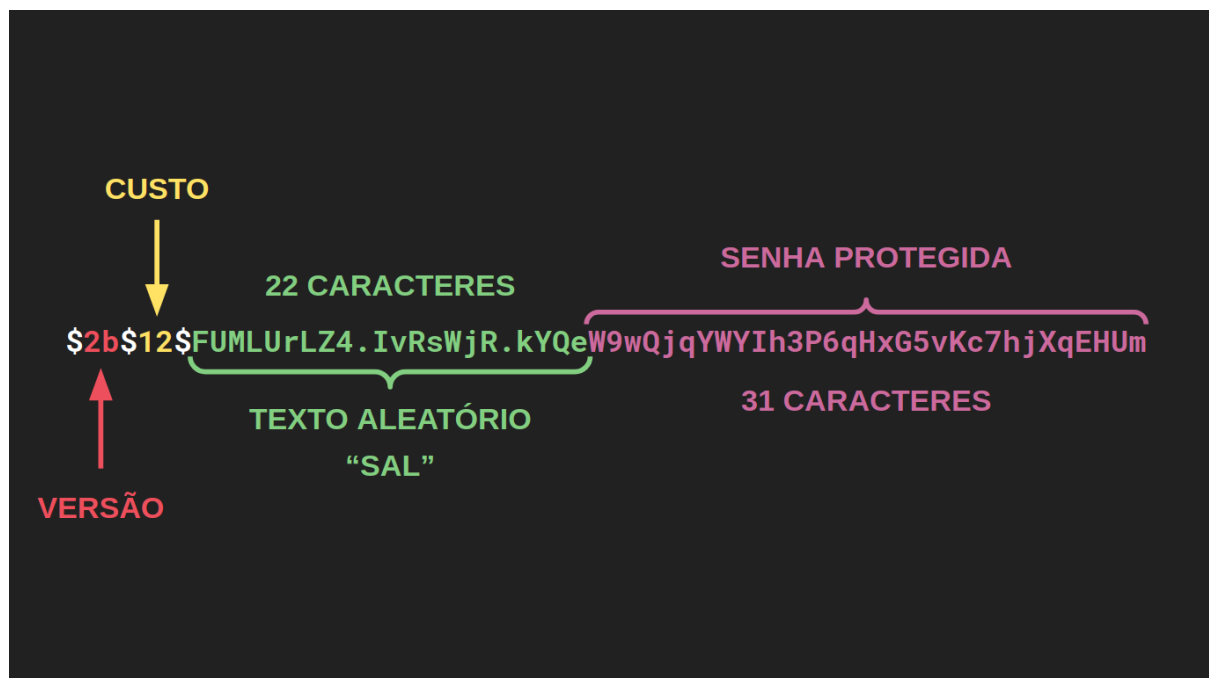 CUSTO
SENHA PROTEGIDA
22 CARACTERES
$2b$12$FUMLUrLZ4.IvRsWjR.kYQeW9wQjqYWYIh3P6qHxG5vKc7hjXqEHUm
31 CARACTERES
TEXTO ALEATÓRIO
“SAL”
VERSÃO